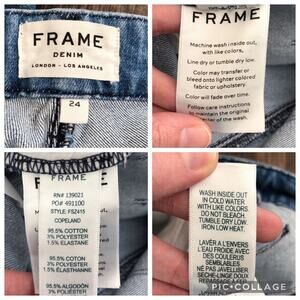 FRAME
DENIM
LONDON - LOS ANGELES
24
FRAME
Machine wash inside out,
with like colors,
Line dry or tumble dry low.
Color may transfer or
bleed onto lighter colored
fabric or upholstery.
Color will fade over time.
Follow care instructions
to maintain the original
of the wash.
FRAME
RN# 139021
PO# 491100
STYLE: FS2415
COPELAND
95.5% COTTON
3% POLYESTER
1.5% ELASTANE
95.5% COTON
3% POLYESTER
1.5% ELASTHANNE
95.5% ALGODÓN
3% POLIÉSTER
WASH INSIDE OUT
IN COLD WATER
WITH LIKE COLORS.
DO NOT BLEACH.
TUMBLE DRY LOW.
IRON LOW HEAT.
LAVER À L'ENVERS
L'EAU FROIDE AVEC
DES COULEURS
SEMBLABLES.
NE PAS JAVELLISER
SÈCHE-LINGE DOUX
PIC•COLLAGE